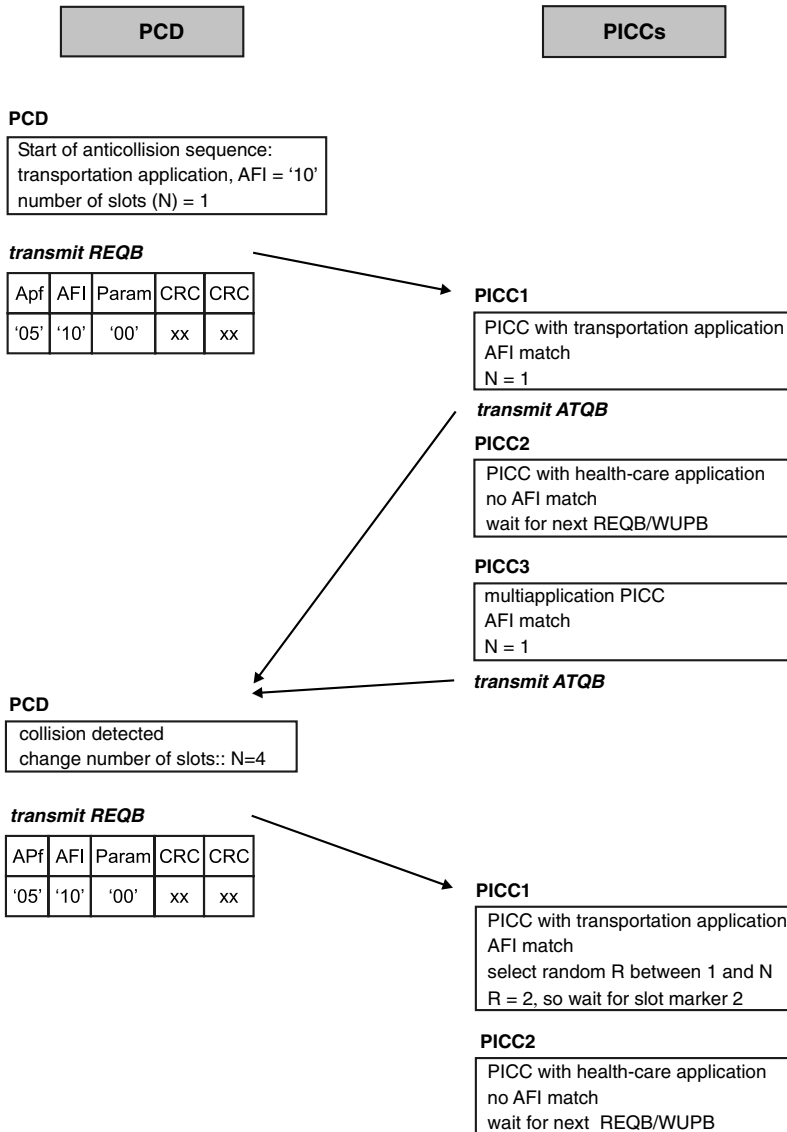 PCD
PICCs
PCD
Start of anticollision sequence:
transportation application, AFI = ‘10’
number of slots (N) = 1
transmit REQB
Apf AFI Param CRC CRC
‘05’ ‘10’ ‘00’ xx xx
PICC1
PICC with transportation application
AFI match
N = 1
transmit ATQB
PICC2
PICC with health-care application
no AFI match
wait for next REQB/WUPB
PICC3
multiapplication PICC
AFI match
N = 1
transmit ATQB
PCD
collision detected
change number of slots:: N=4
transmit REQB
APf AFI Param CRC CRC
‘05’ ‘10’ ‘00’ xx xx
PICC1
PICC with transportation application
AFI match
select random R between 1 and N
R = 2, so wait for slot marker 2
PICC2
PICC with health-care application
no AFI match
wait for next REQB/WUPB